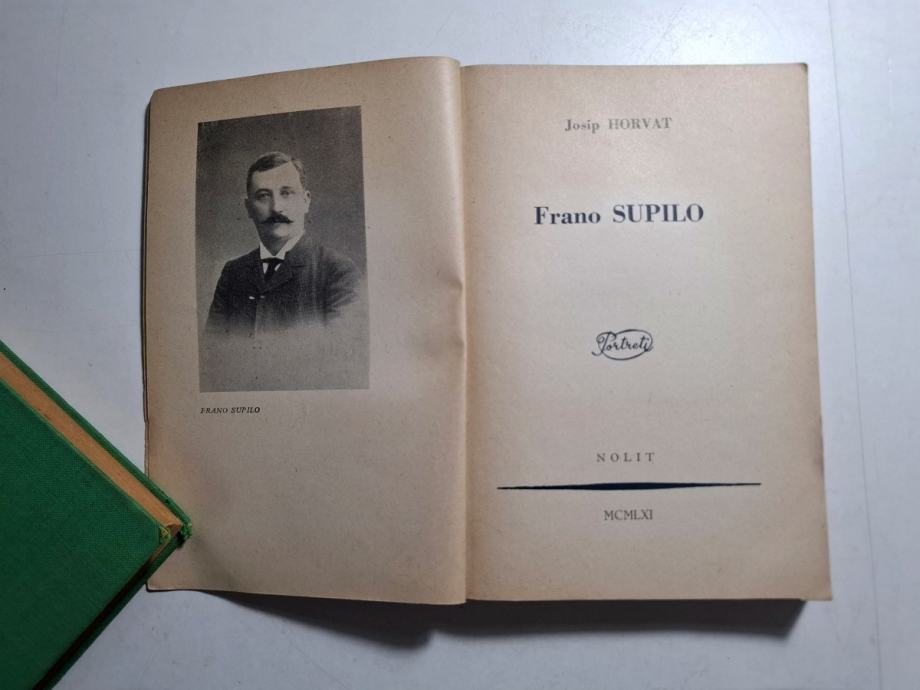 FRANO SUPILO
Josip HORVAT
Frano SUPILO
Portreti
NOLIT
MCMLXI